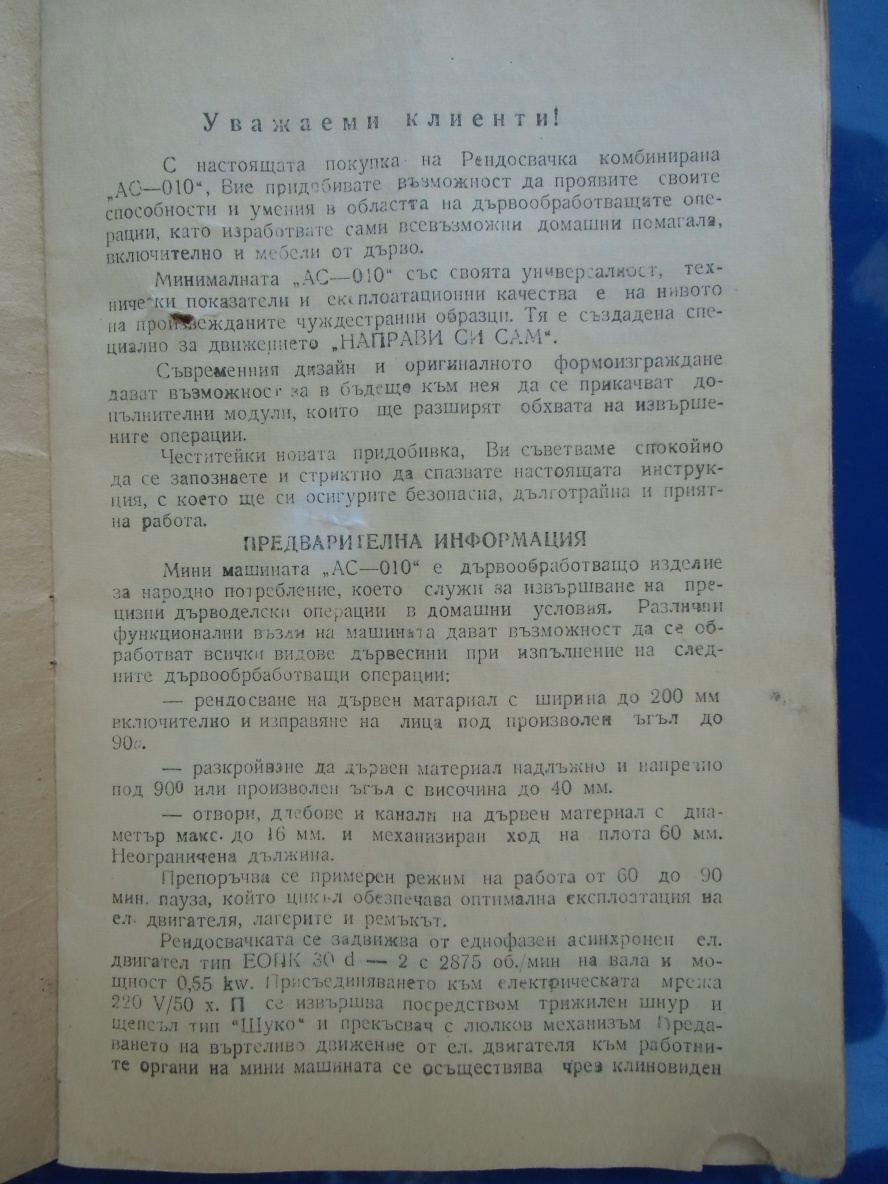 Уважаеми клиенти!
С настоящата покупка на Рендосвачка комбинирана
„АС—010“, Вие придобивате възможност да проявите своите
способности и умения в областта на дървообработващите опе-
рации, като изработвате сами всевъзможни домашни помагала,
включително и мебели от дърво.
Минималната „АС—010“ със своята универсалност, тех-
нически показатели и експлоатационни качества е на нивото
на произвежданите чуждестранни образци. Тя е създадена спе-
циално за движението „НАПРАВИ СИ САМ“.
Съвременния дизайн и оригиналното формоизграждане
дават възможност за в бъдеще към нея да се прикачват до-
пълнителни модули, които ще разширят обхвата на извърше-
ните операции.
Честитейки новата придобивка, Ви съветваме спокойно
да се запознаете и стриктно да спазвате настоящата инструк-
ция, с което ще си осигурите безопасна, дълготрайна и прият-
на работа.
ПРЕДВАРИТЕЛНА ИНФОРМАЦИЯ
Мини машината „АС—010“ е дървообработващо изделие
за народно потребление, което служи за извършване на пре-
цизни дърводелски операции в домашни условия. Различни
функционални възли на машината дават възможност да се об-
работват всички видове дървесини при изпълнение на след-
ните дървообрбаботващи операции:
— рендосване на дървен матариал с ширина до 200 мм
включително и изправяне на лица под произволен ъгъл до
90о.
— разкройване да дървен материал надлъжно и напречно
под 90⁰ или произволен ъгъл с височина до 40 мм.
— отвори, длебове и канали на дървен материал с диа-
метър макс. до 16 мм. и механизиран ход на плота 60 мм.
Неограничена дължина.
Препоръчва се примерен режим на работа от 60 до 90
мин. пауза, който цикъл обезпечава оптимална експлоатация на
ел. двигателя, лагерите и ремъкът.
Рендосвачката се задвижва от еднофазен асинхронен ел.
двигател тип ЕОПК 30 d — 2 с 2875 об./мин на вала и мо-
щност 0,55 kw. Присъединяването към електрическата мрежа
220 V/50 х. П се извършва посредством трижилен шнур и
щепсъл тип “Шуко“ и прекъсвач с люлков механизъм Преда-
ването на въртеливо движение от ел. двигателя към работни-
те органи на мини машината се осъществява чрез клиновиден